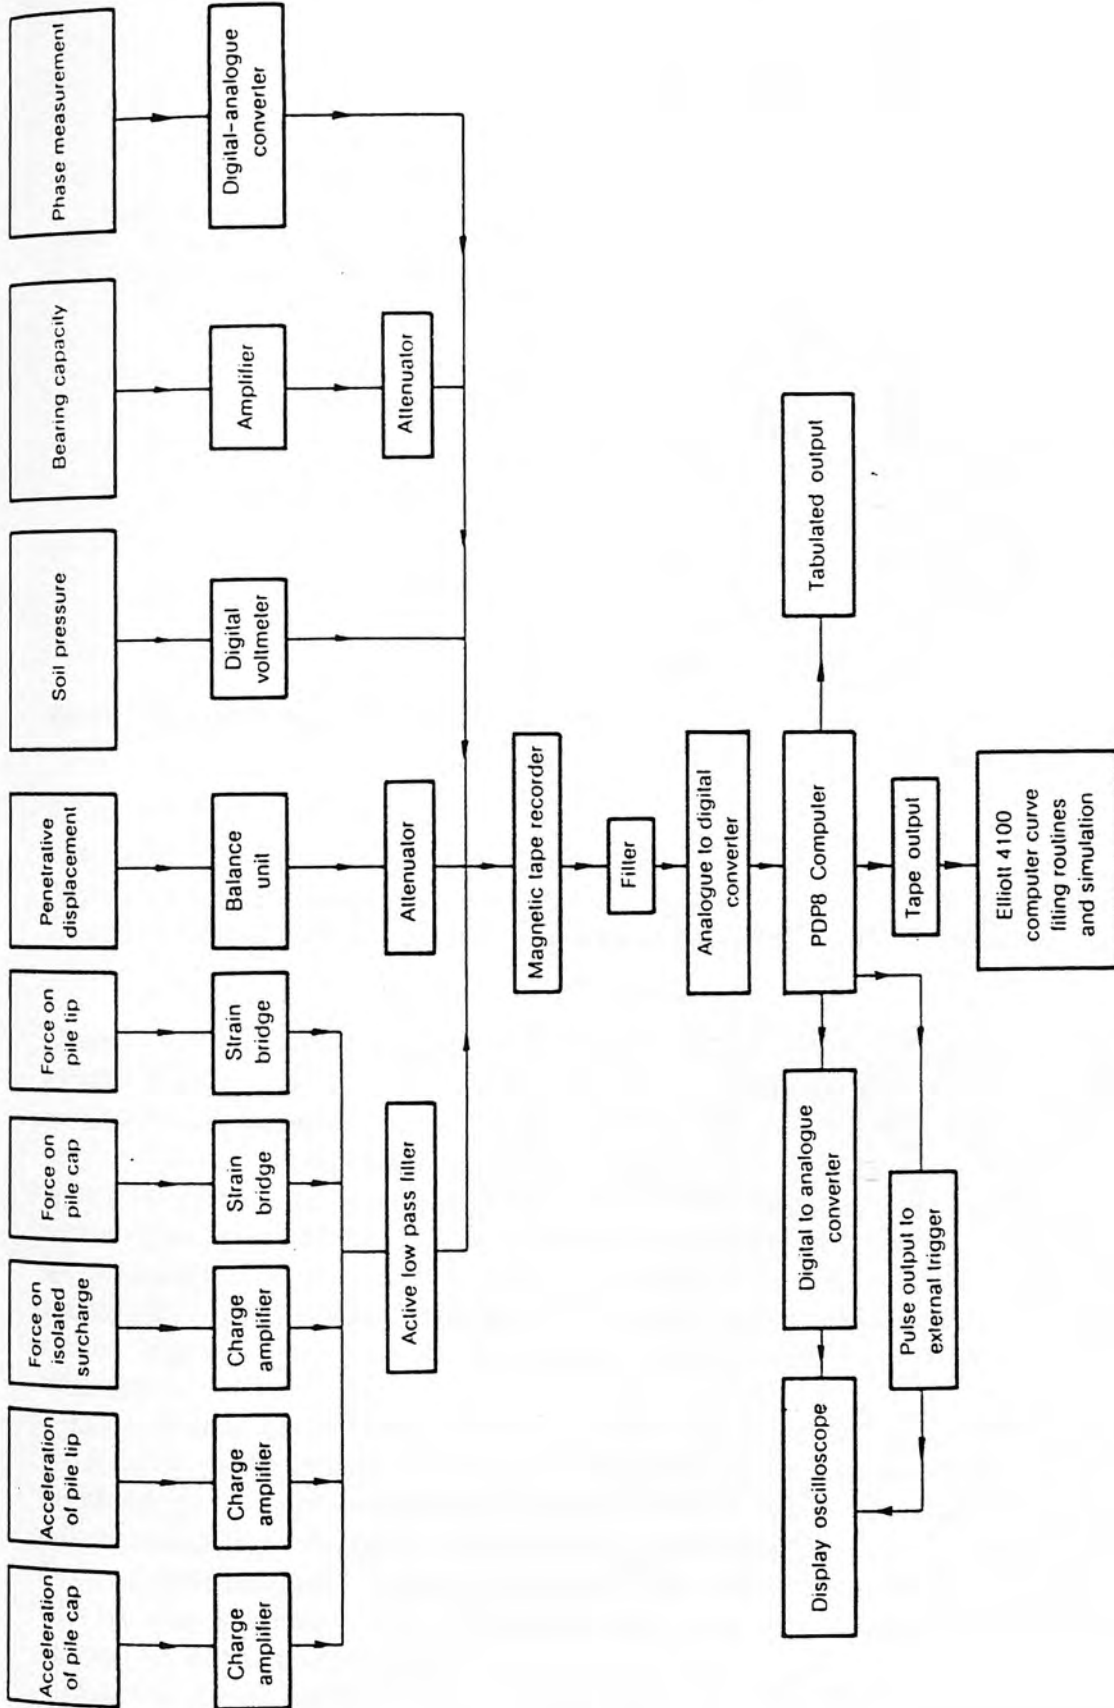 Acceleration
of pile cap
Acceleration
of pile tip
Force on
isolated
surcharge
Force on
pile cap
Force on
pile tip
Penetrative
displacement
Soil pressure
Bearing capacity
Phase measurement
Charge
amplifier
Charge
amplifier
Charge
amplifier
Strain
bridge
Strain
bridge
Balance
unit
Digital
voltmeter
Amplifier
Digital-analogue
converter
Active low pass filter
Attenuator
Attenuator
Magnetic tape recorder
Filter
Analogue to digital
converter
Display oscilloscope
Digital to analogue
converter
PDP8 Computer
Tabulated output
Pulse output to
external trigger
Tape output
Elliott 4100
computer curve
fitting routines
and simulation